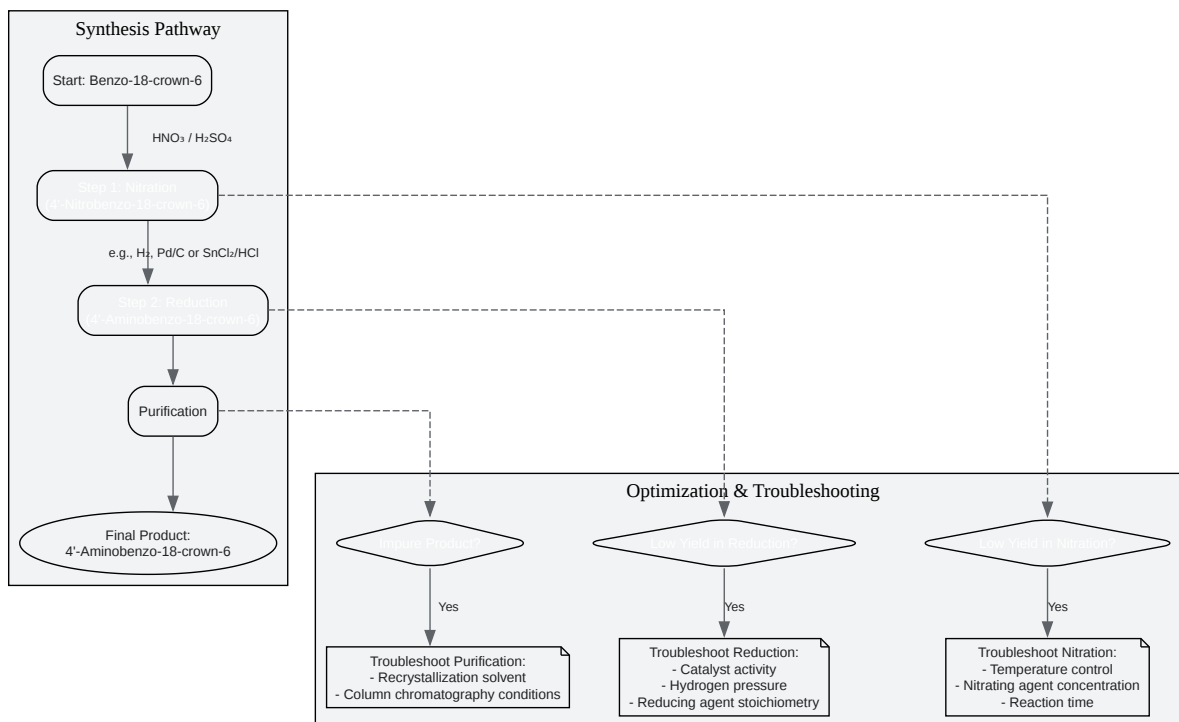 Synthesis Pathway
Start: Benzo-18-crown-6
HNO₃ / H₂SO₄
Step 1: Nitration
(4'-Nitrobenzo-18-crown-6)
e.g., H₂, Pd/C or SnCl₂/HCl
Step 2: Reduction
(4'-Aminobenzo-18-crown-6)
Purification
Final Product:
4'-Aminobenzo-18-crown-6
Optimization & Troubleshooting
Impure Product?
Low Yield in Reduction?
Low Yield in Nitration?
Yes
Yes
Yes
Troubleshoot Purification:
- Recrystallization solvent
- Column chromatography conditions
Troubleshoot Reduction:
- Catalyst activity
- Hydrogen pressure
- Reducing agent stoichiometry
Troubleshoot Nitration:
- Temperature control
- Nitrating agent concentration
- Reaction time